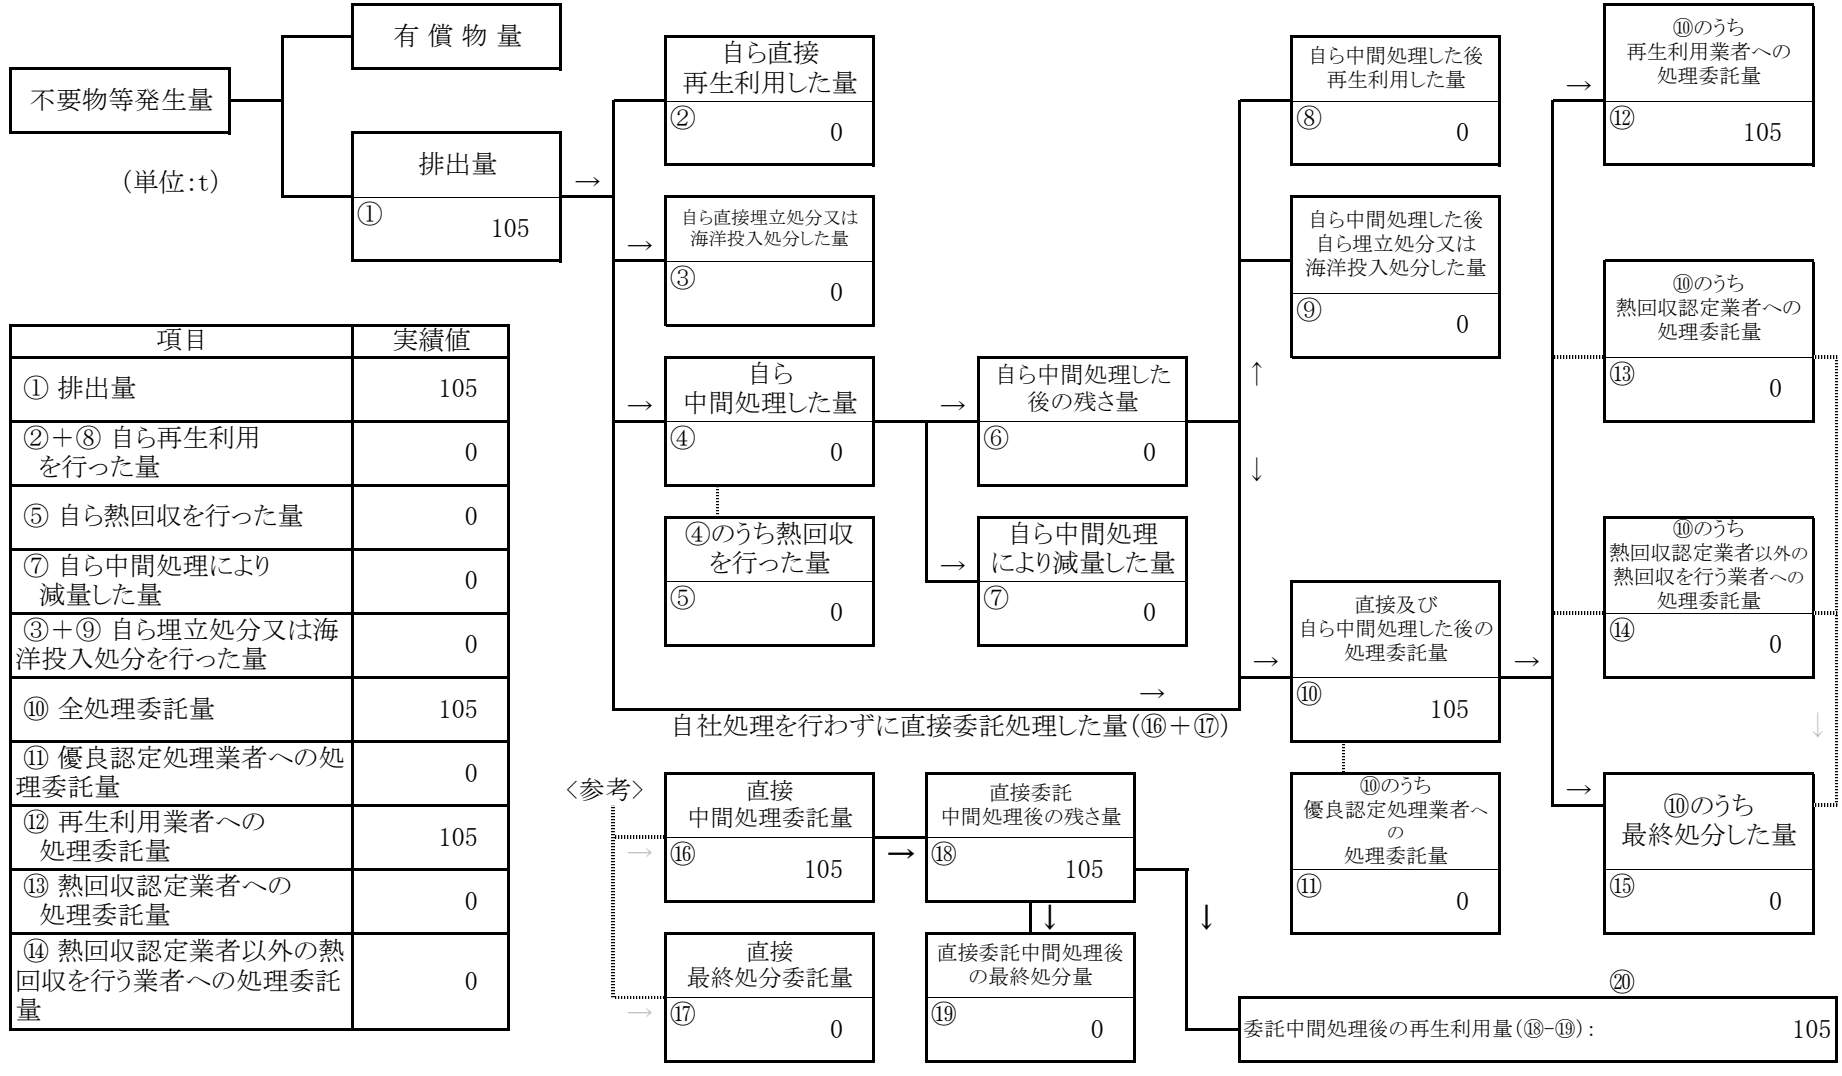 不要物等発生量
有 償 物 量
排出量
①
105
(単位:t)
→
自ら直接
再生利用した量
②
0
→
自ら直接埋立処分又は
海洋投入処分した量
③
0
→
自ら
中間処理した量
④
0
④のうち熱回収
を行った量
⑤
0
→
自ら中間処理した
後の残さ量
⑥
0
→
自ら中間処理
により減量した量
⑦
0
自ら中間処理した後
再生利用した量
⑧
0
自ら中間処理した後
自ら埋立処分又は
海洋投入処分した量
⑨
0
↑
↓
→
自社処理を行わずに直接委託処理した量(⑯+⑰)
→
直接及び
自ら中間処理した後の
処理委託量
⑩
105
⑩のうち
優良認定処理業者へ
の
処理委託量
⑪
0
→
→
⑩のうち
再生利用業者への
処理委託量
⑫
105
⑩のうち
熱回収認定業者への
処理委託量
⑬
0
⑩のうち
熱回収認定業者以外の
熱回収を行う業者への
処理委託量
⑭
0
↓
→
⑩のうち
最終処分した量
⑮
0
項目 実績値
① 排出量 105
②+⑧ 自ら再生利用
を行った量 0
⑤ 自ら熱回収を行った量 0
⑦ 自ら中間処理により
減量した量 0
③+⑨ 自ら埋立処分又は海
洋投入処分を行った量 0
⑩ 全処理委託量 105
⑪ 優良認定処理業者への処
理委託量 0
⑫ 再生利用業者への
処理委託量 105
⑬ 熱回収認定業者への
処理委託量 0
⑭ 熱回収認定業者以外の熱
回収を行う業者への処理委託
量 0
<参考>
→
直接
中間処理委託量
⑯
105
→
直接委託
中間処理後の残さ量
⑱
105
↓
↓
→
直接
最終処分委託量
⑰
0
直接委託中間処理後
の最終処分量
⑲
0
⑳
委託中間処理後の再生利用量(⑱-⑲): 105